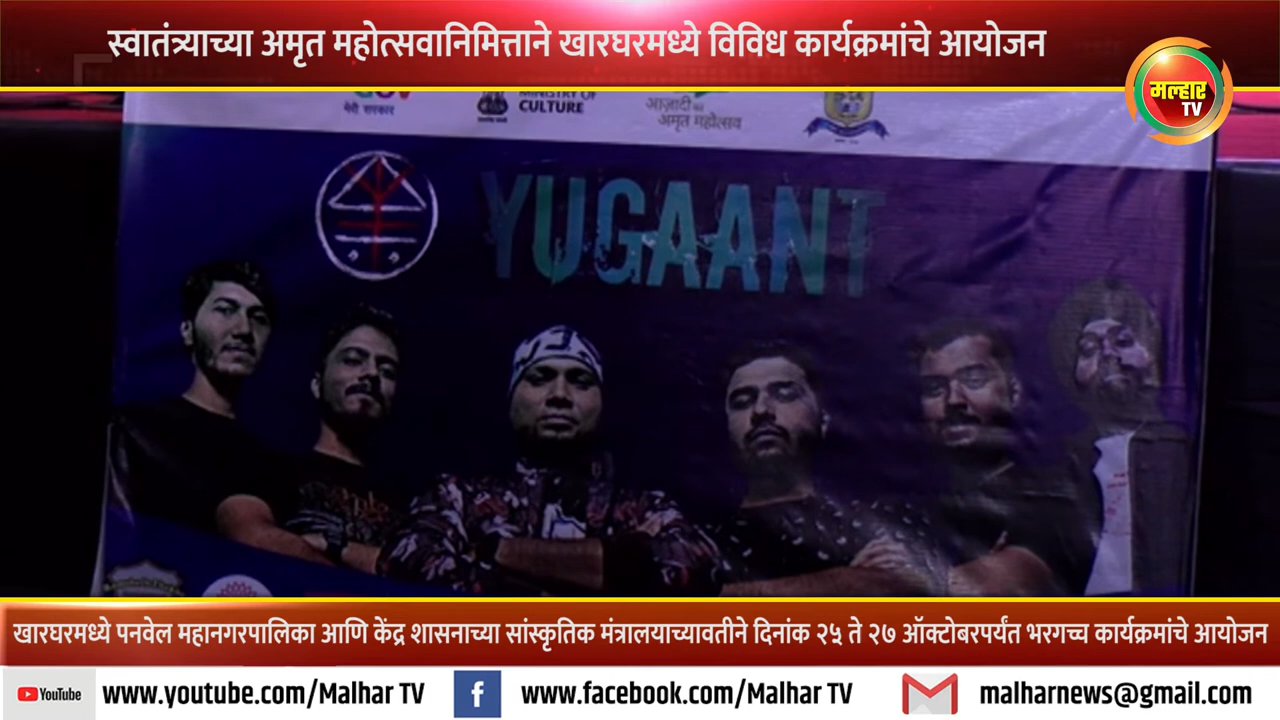 स्वातंत्र्याच्या अमृत महोत्सवानिमित्ताने खारघरमध्ये विविध कार्यक्रमांचे आयोजन
मल्हार
TV
मेरी सरकार
MINISTRY OF
CULTURE
आज़ादी का
अमृत महोत्सव
YUGAANT
खारघरमध्ये पनवेल महानगरपालिका आणि केंद्र शासनाच्या सांस्कृतिक मंत्रालयाच्यावतीने दिनांक २५ ते २७ ऑक्टोबरपर्यंत भरगच्च कार्यक्रमांचे आयोजन
YouTube www.youtube.com/Malhar TV www.facebook.com/Malhar TV malharnews@gmail.com